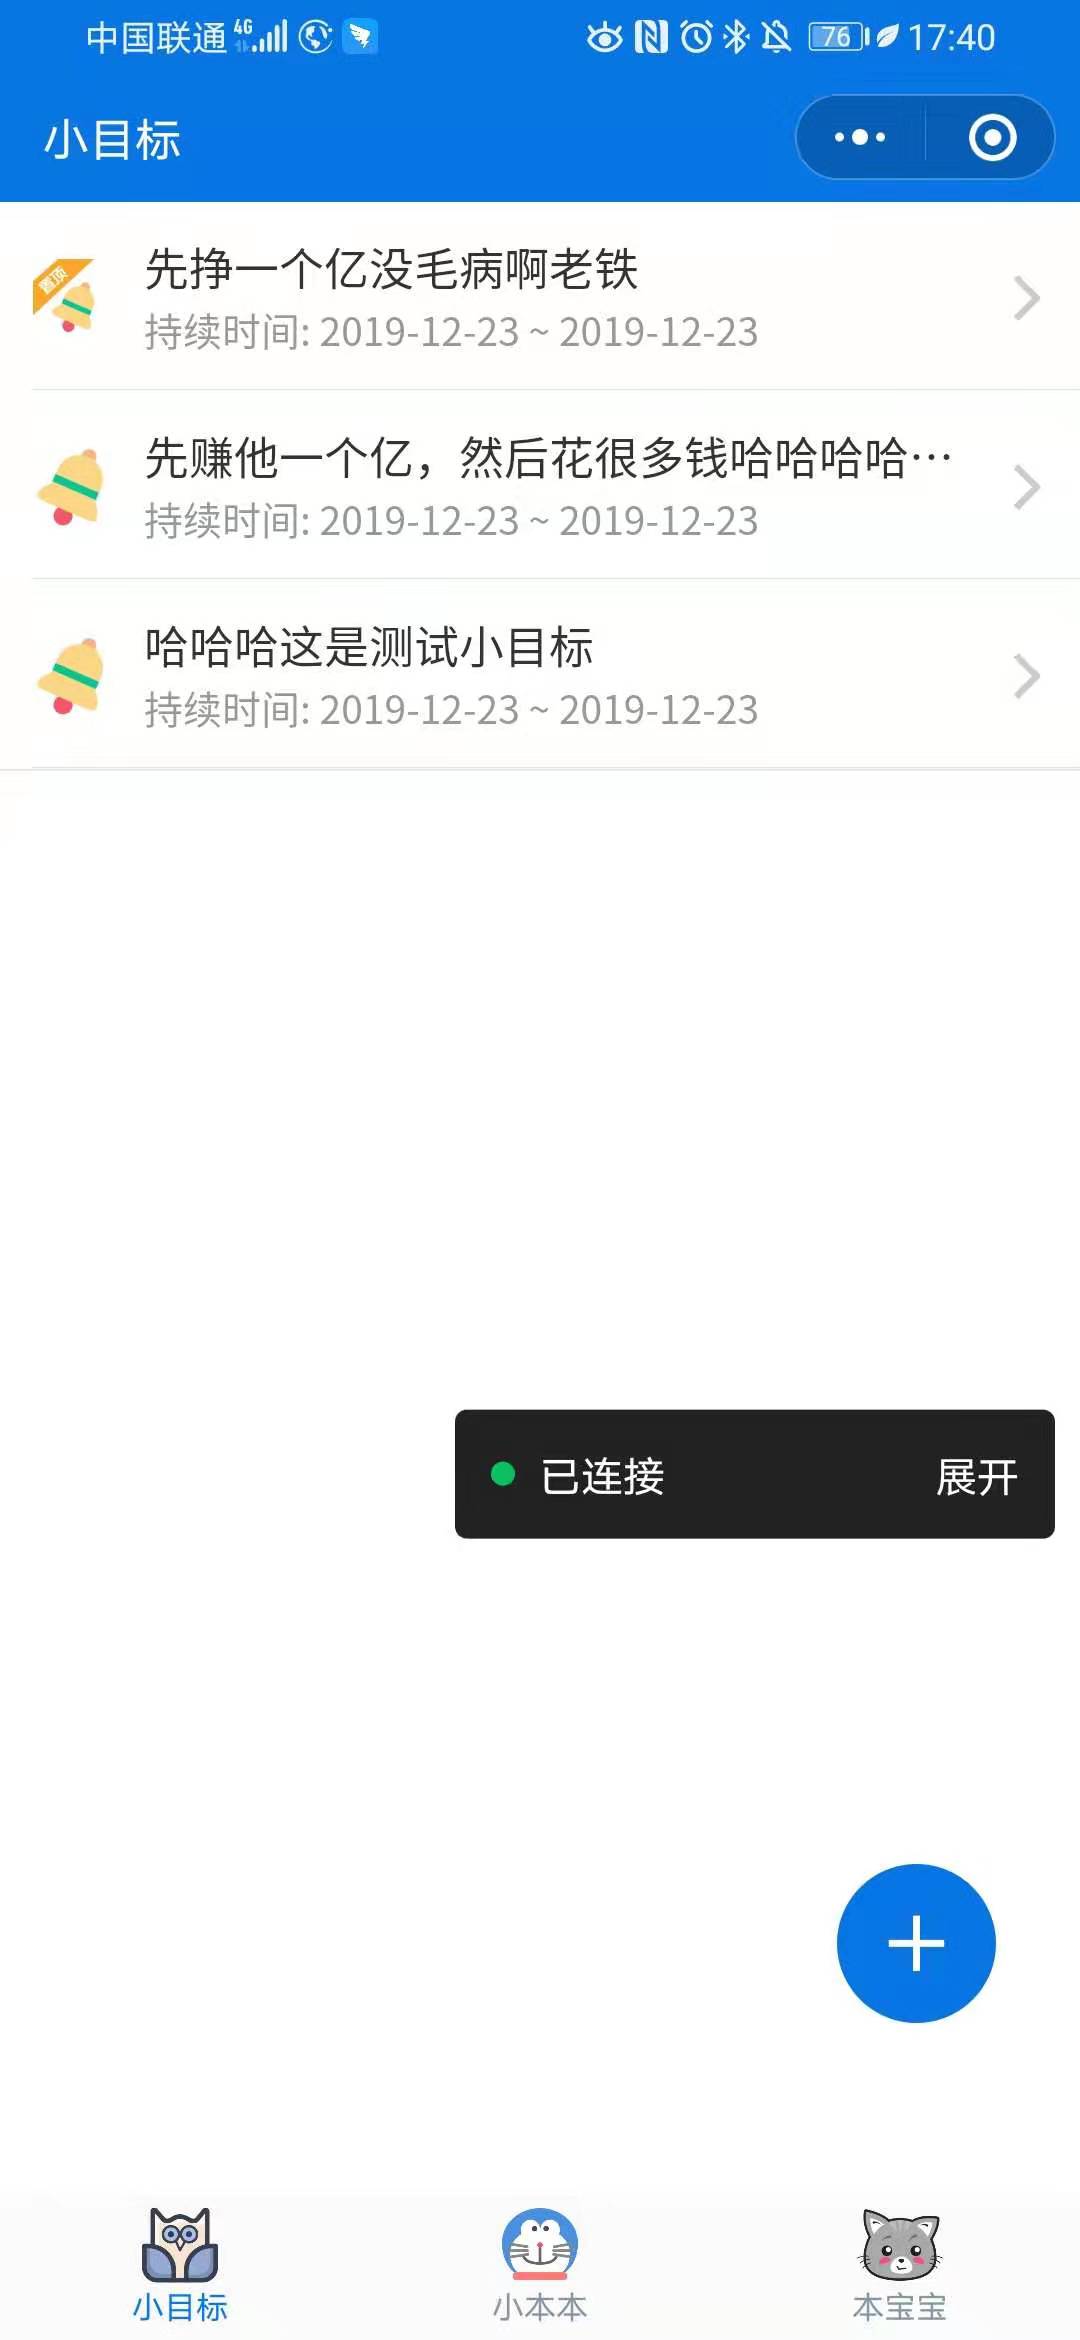 中国联通 4G 76 17:40
小目标
置顶
先挣一个亿没毛病啊老铁
持续时间: 2019-12-23 ~ 2019-12-23
先赚他一个亿，然后花很多钱哈哈哈哈…
持续时间: 2019-12-23 ~ 2019-12-23
哈哈哈这是测试小目标
持续时间: 2019-12-23 ~ 2019-12-23
已连接 展开
小目标 小本本 本宝宝